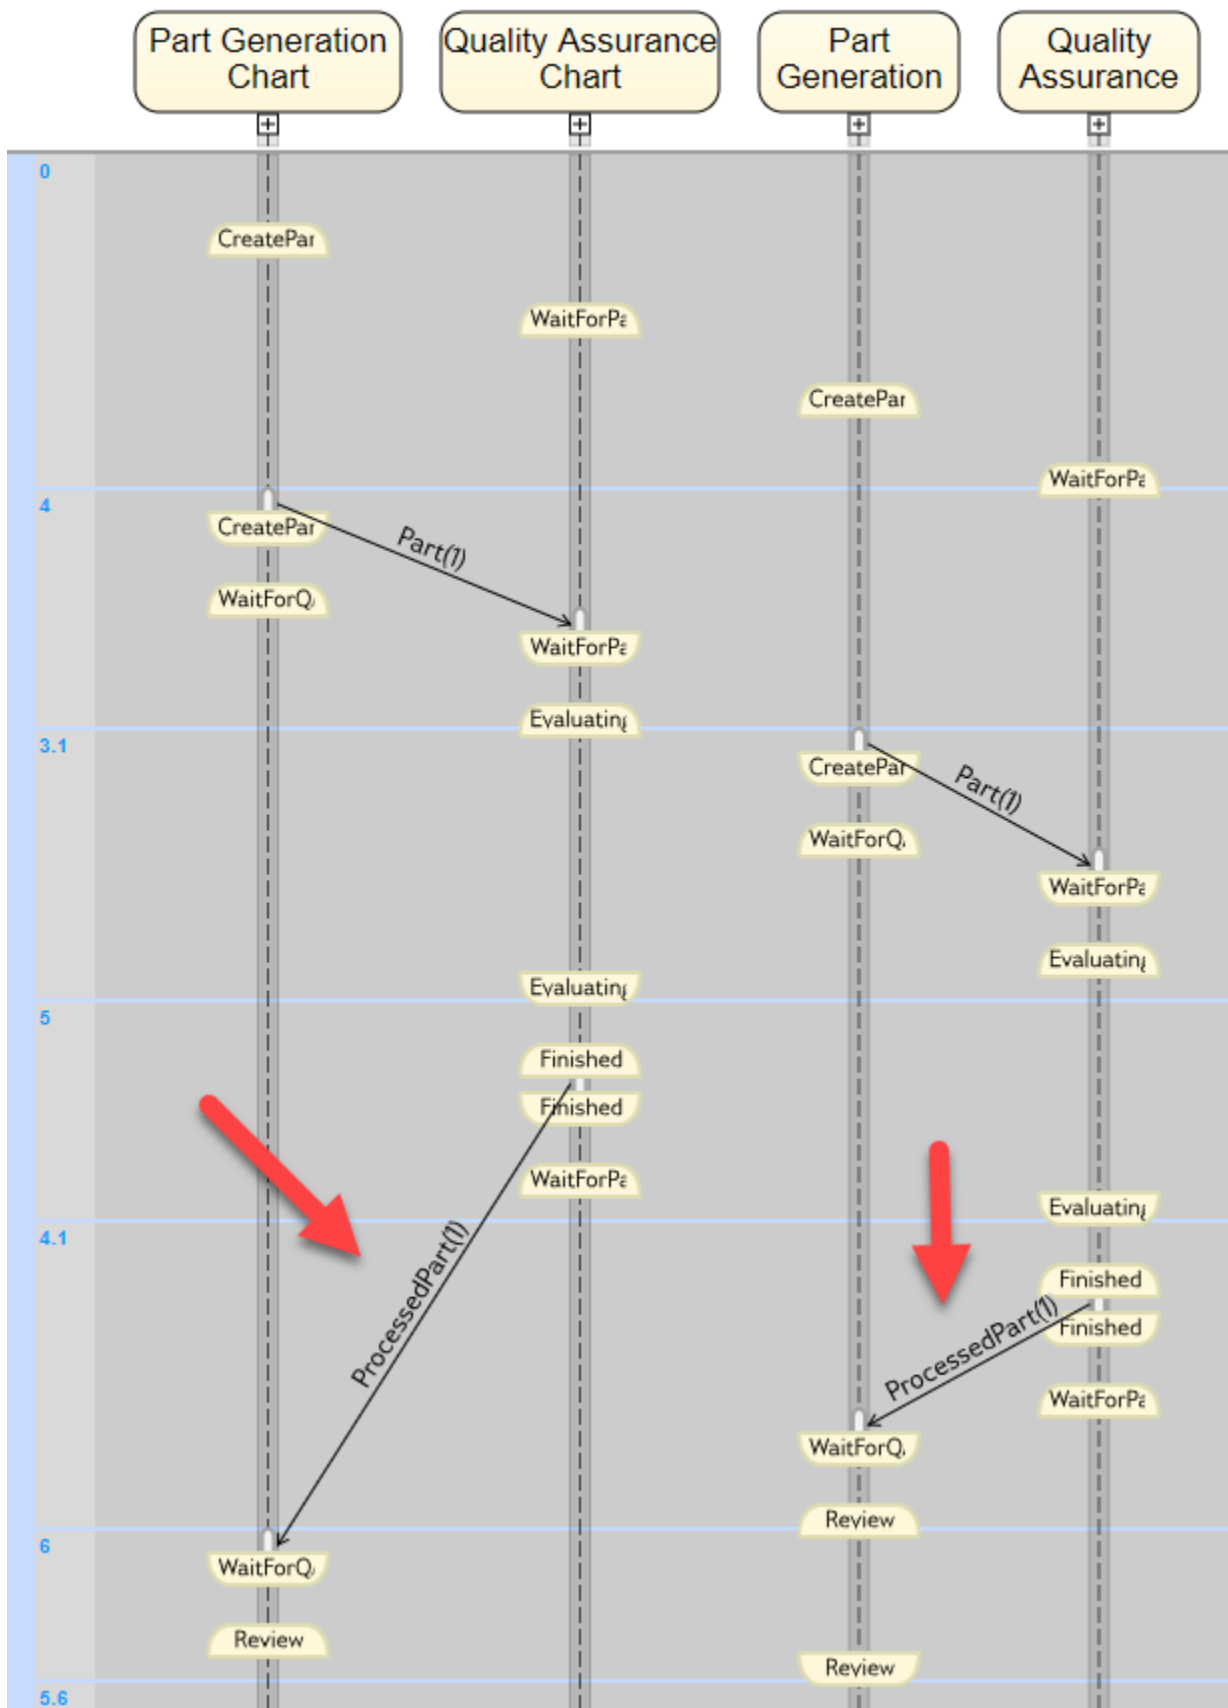 Part Generation
Chart
Quality Assurance
Chart
Part
Generation
Quality
Assurance
0
CreatePar
WaitForPa
CreatePar
WaitForPa
4
CreatePar
Part(1)
WaitForQ
WaitForPa
Evaluating
3.1
CreatePar
Part(1)
WaitForQ
WaitForPa
Evaluating
Evaluating
5
Finished
Finished
WaitForPa
Evaluating
4.1
ProcessedPart(1)
Finished
Finished
ProcessedPart(1)
WaitForPa
WaitForQ
Review
6
WaitForQ
Review
Review
5.6